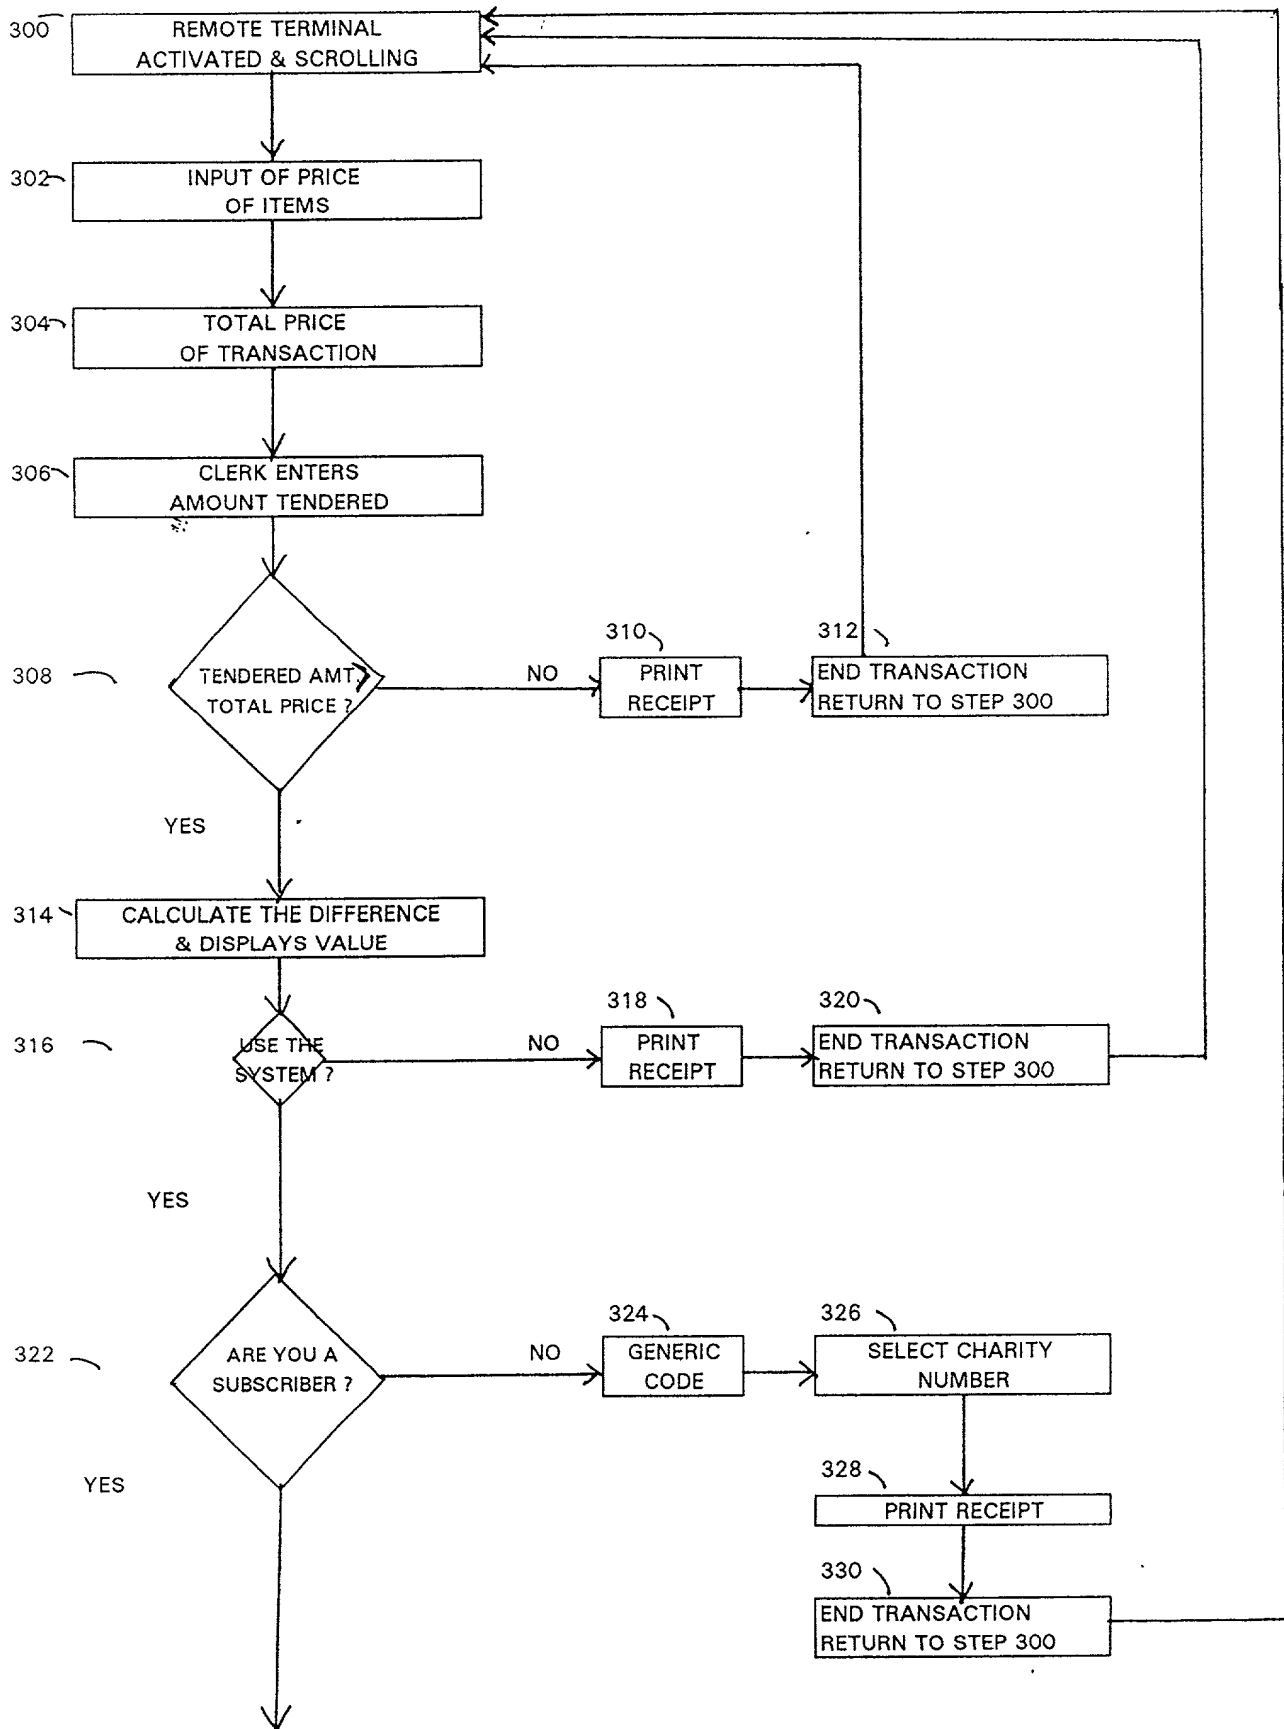 300
REMOTE TERMINAL
ACTIVATED & SCROLLING
302
INPUT OF PRICE
OF ITEMS
304
TOTAL PRICE
OF TRANSACTION
306
CLERK ENTERS
AMOUNT TENDERED
308
TENDERED AMT >
TOTAL PRICE ?
NO
310
PRINT
RECEIPT
312
END TRANSACTION
RETURN TO STEP 300
YES
314
CALCULATE THE DIFFERENCE
& DISPLAYS VALUE
316
USE THE
SYSTEM ?
NO
318
PRINT
RECEIPT
320
END TRANSACTION
RETURN TO STEP 300
YES
322
ARE YOU A
SUBSCRIBER ?
NO
324
GENERIC
CODE
326
SELECT CHARITY
NUMBER
YES
328
PRINT RECEIPT
330
END TRANSACTION
RETURN TO STEP 300